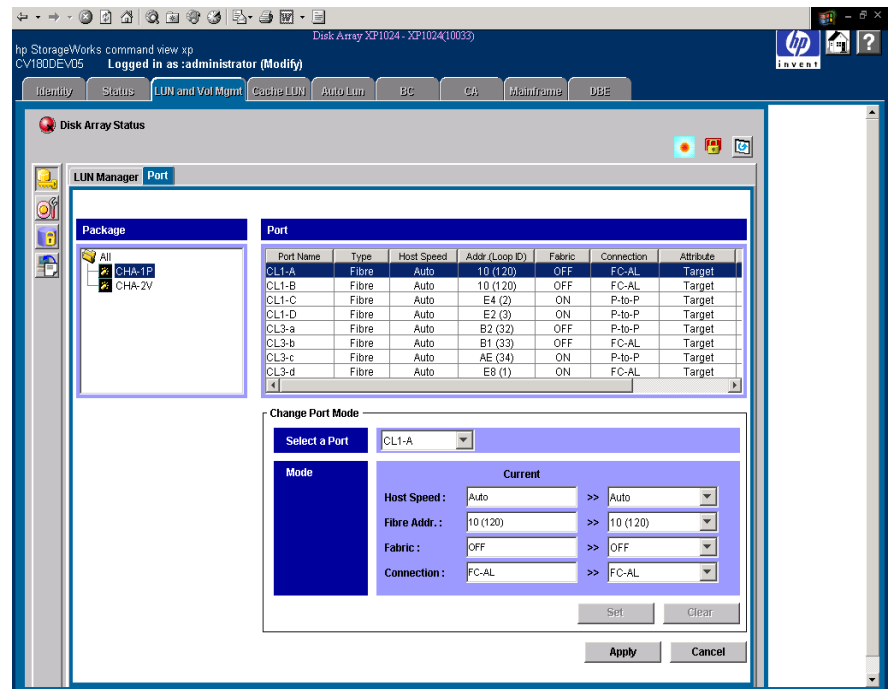 Disk Array XP1024 - XP1024(10033)
hp StorageWorks command view xp
CV180DEV05 Logged in as :administrator (Modify)
hp
invent
?
Identity Status LUN and Vol Mgmt Cache LUN Auto Lun BC CA Mainframe DBE
Disk Array Status
LUN Manager Port
Package
All
CHA-1P
CHA-2V
Port
Port Name Type Host Speed Addr.(Loop ID) Fabric Connection Attribute
CL1-A Fibre Auto 10 (120) OFF FC-AL Target
CL1-B Fibre Auto 10 (120) OFF FC-AL Target
CL1-C Fibre Auto E4 (2) ON P-to-P Target
CL1-D Fibre Auto E2 (3) ON P-to-P Target
CL3-a Fibre Auto B2 (32) OFF P-to-P Target
CL3-b Fibre Auto B1 (33) OFF FC-AL Target
CL3-c Fibre Auto AE (34) ON P-to-P Target
CL3-d Fibre Auto E8 (1) ON FC-AL Target
Change Port Mode
Select a Port CL1-A
Mode Current
Host Speed : Auto >> Auto
Fibre Addr. : 10 (120) >> 10 (120)
Fabric : OFF >> OFF
Connection : FC-AL >> FC-AL
Set Clear
Apply Cancel